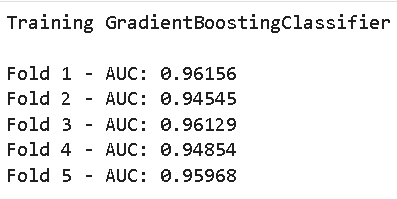 Training GradientBoostingClassifier
Fold 1 - AUC: 0.96156
Fold 2 - AUC: 0.94545
Fold 3 - AUC: 0.96129
Fold 4 - AUC: 0.94854
Fold 5 - AUC: 0.95968